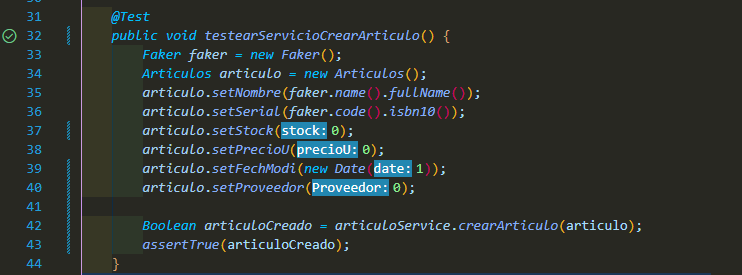 31 @Test
32 public void testearServicioCrearArticulo() {
33 Faker faker = new Faker();
34 Articulos articulo = new Articulos();
35 articulo.setNombre(faker.name().fullName());
36 articulo.setSerial(faker.code().isbn10());
37 articulo.setStock(stock: 0);
38 articulo.setPrecioU(precioU: 0);
39 articulo.setFechModi(new Date(date: 1));
40 articulo.setProveedor(Proveedor: 0);
41
42 Boolean articuloCreado = articuloService.crearArticulo(articulo);
43 assertTrue(articuloCreado);
44 }